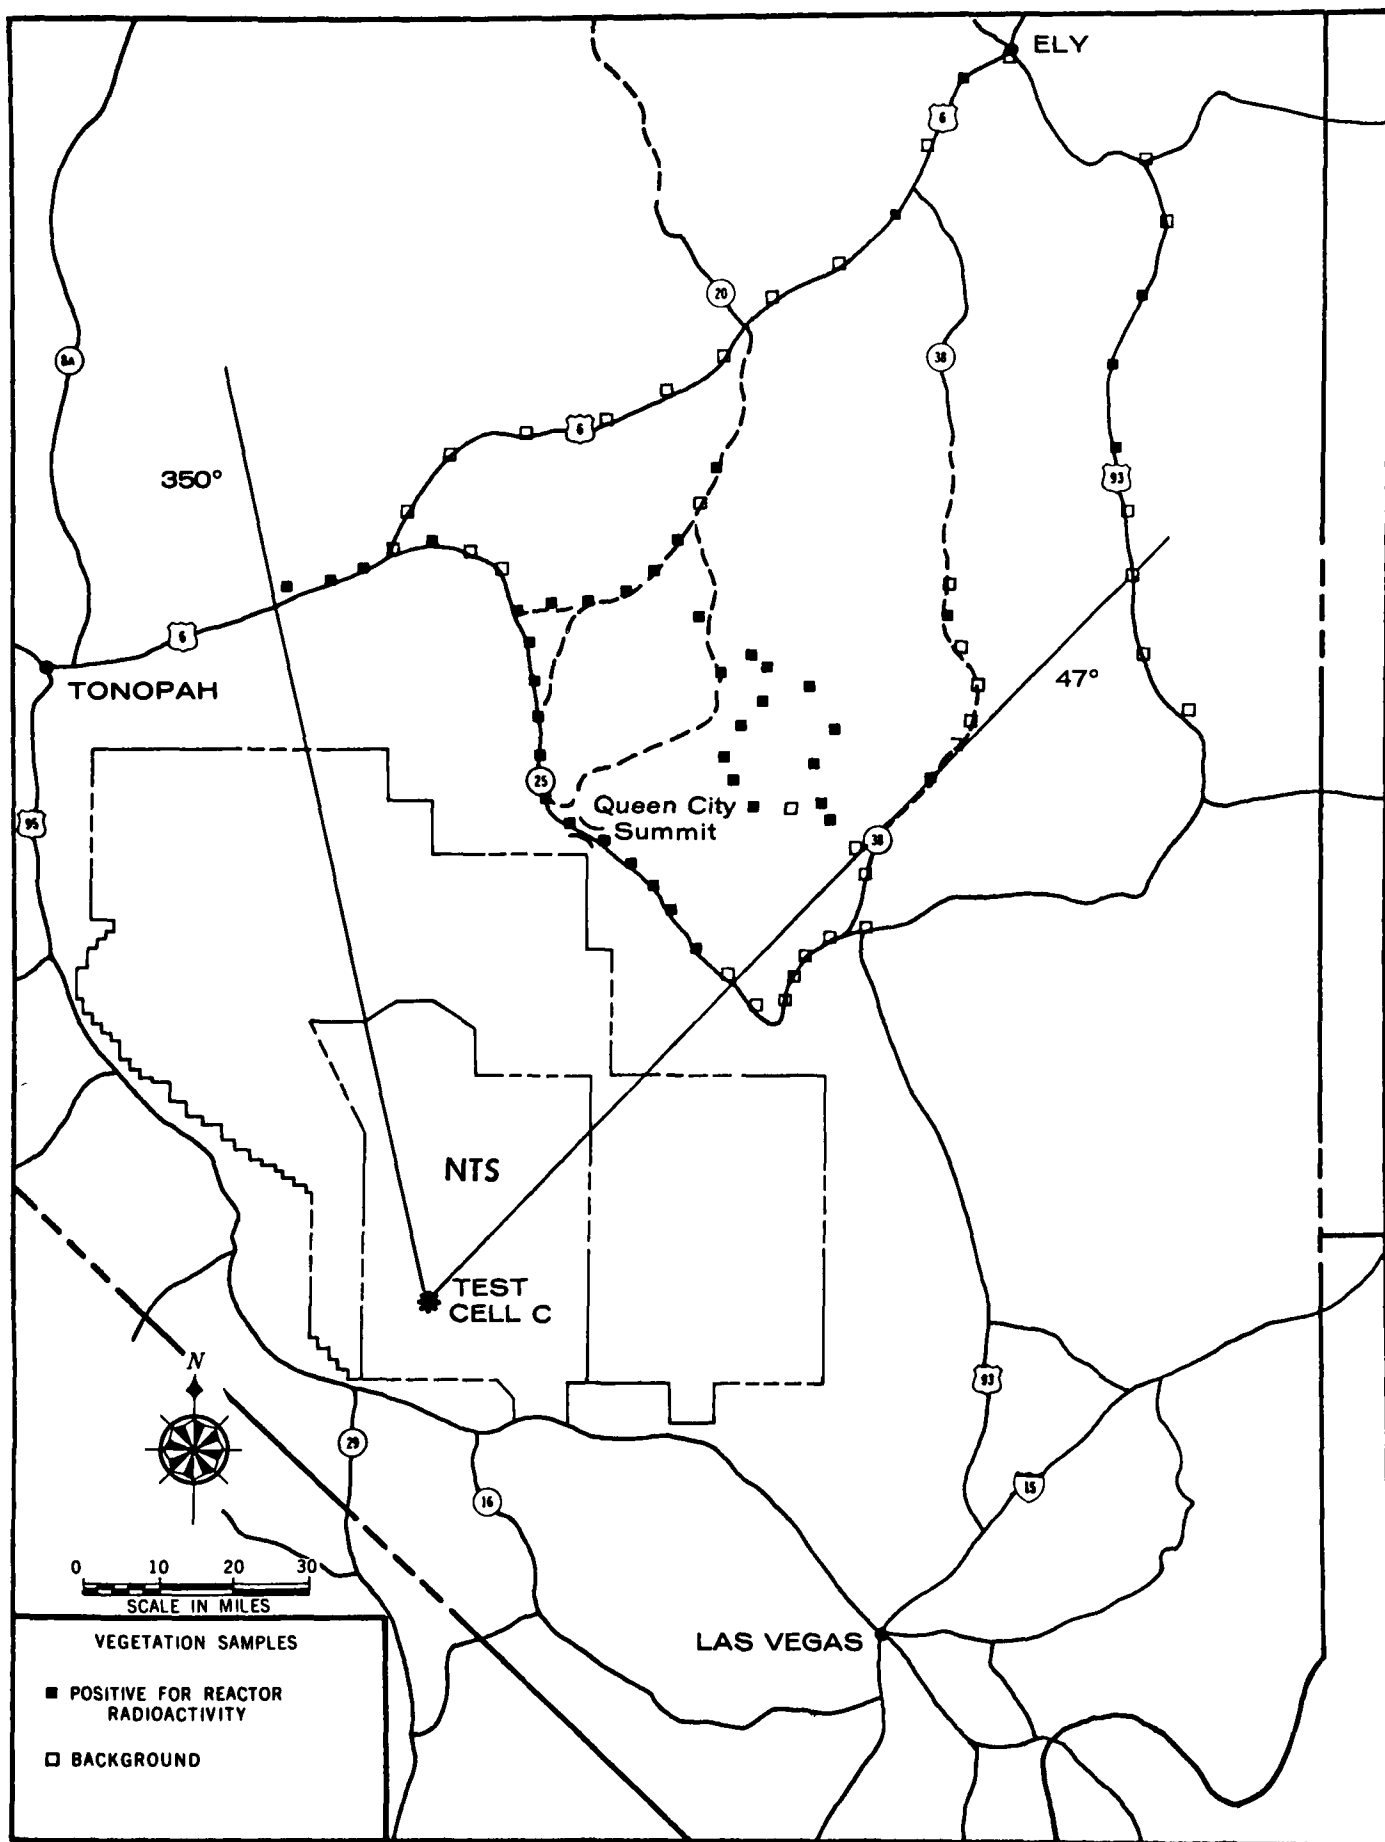 ELY
6
20
8A
38
6
350°
93
6
47°
TONOPAH
25
95
Queen City
Summit
38
NTS
TEST
CELL C
N
93
29
15
16
0 10 20 30
SCALE IN MILES
LAS VEGAS
VEGETATION SAMPLES
POSITIVE FOR REACTOR
RADIOACTIVITY
BACKGROUND